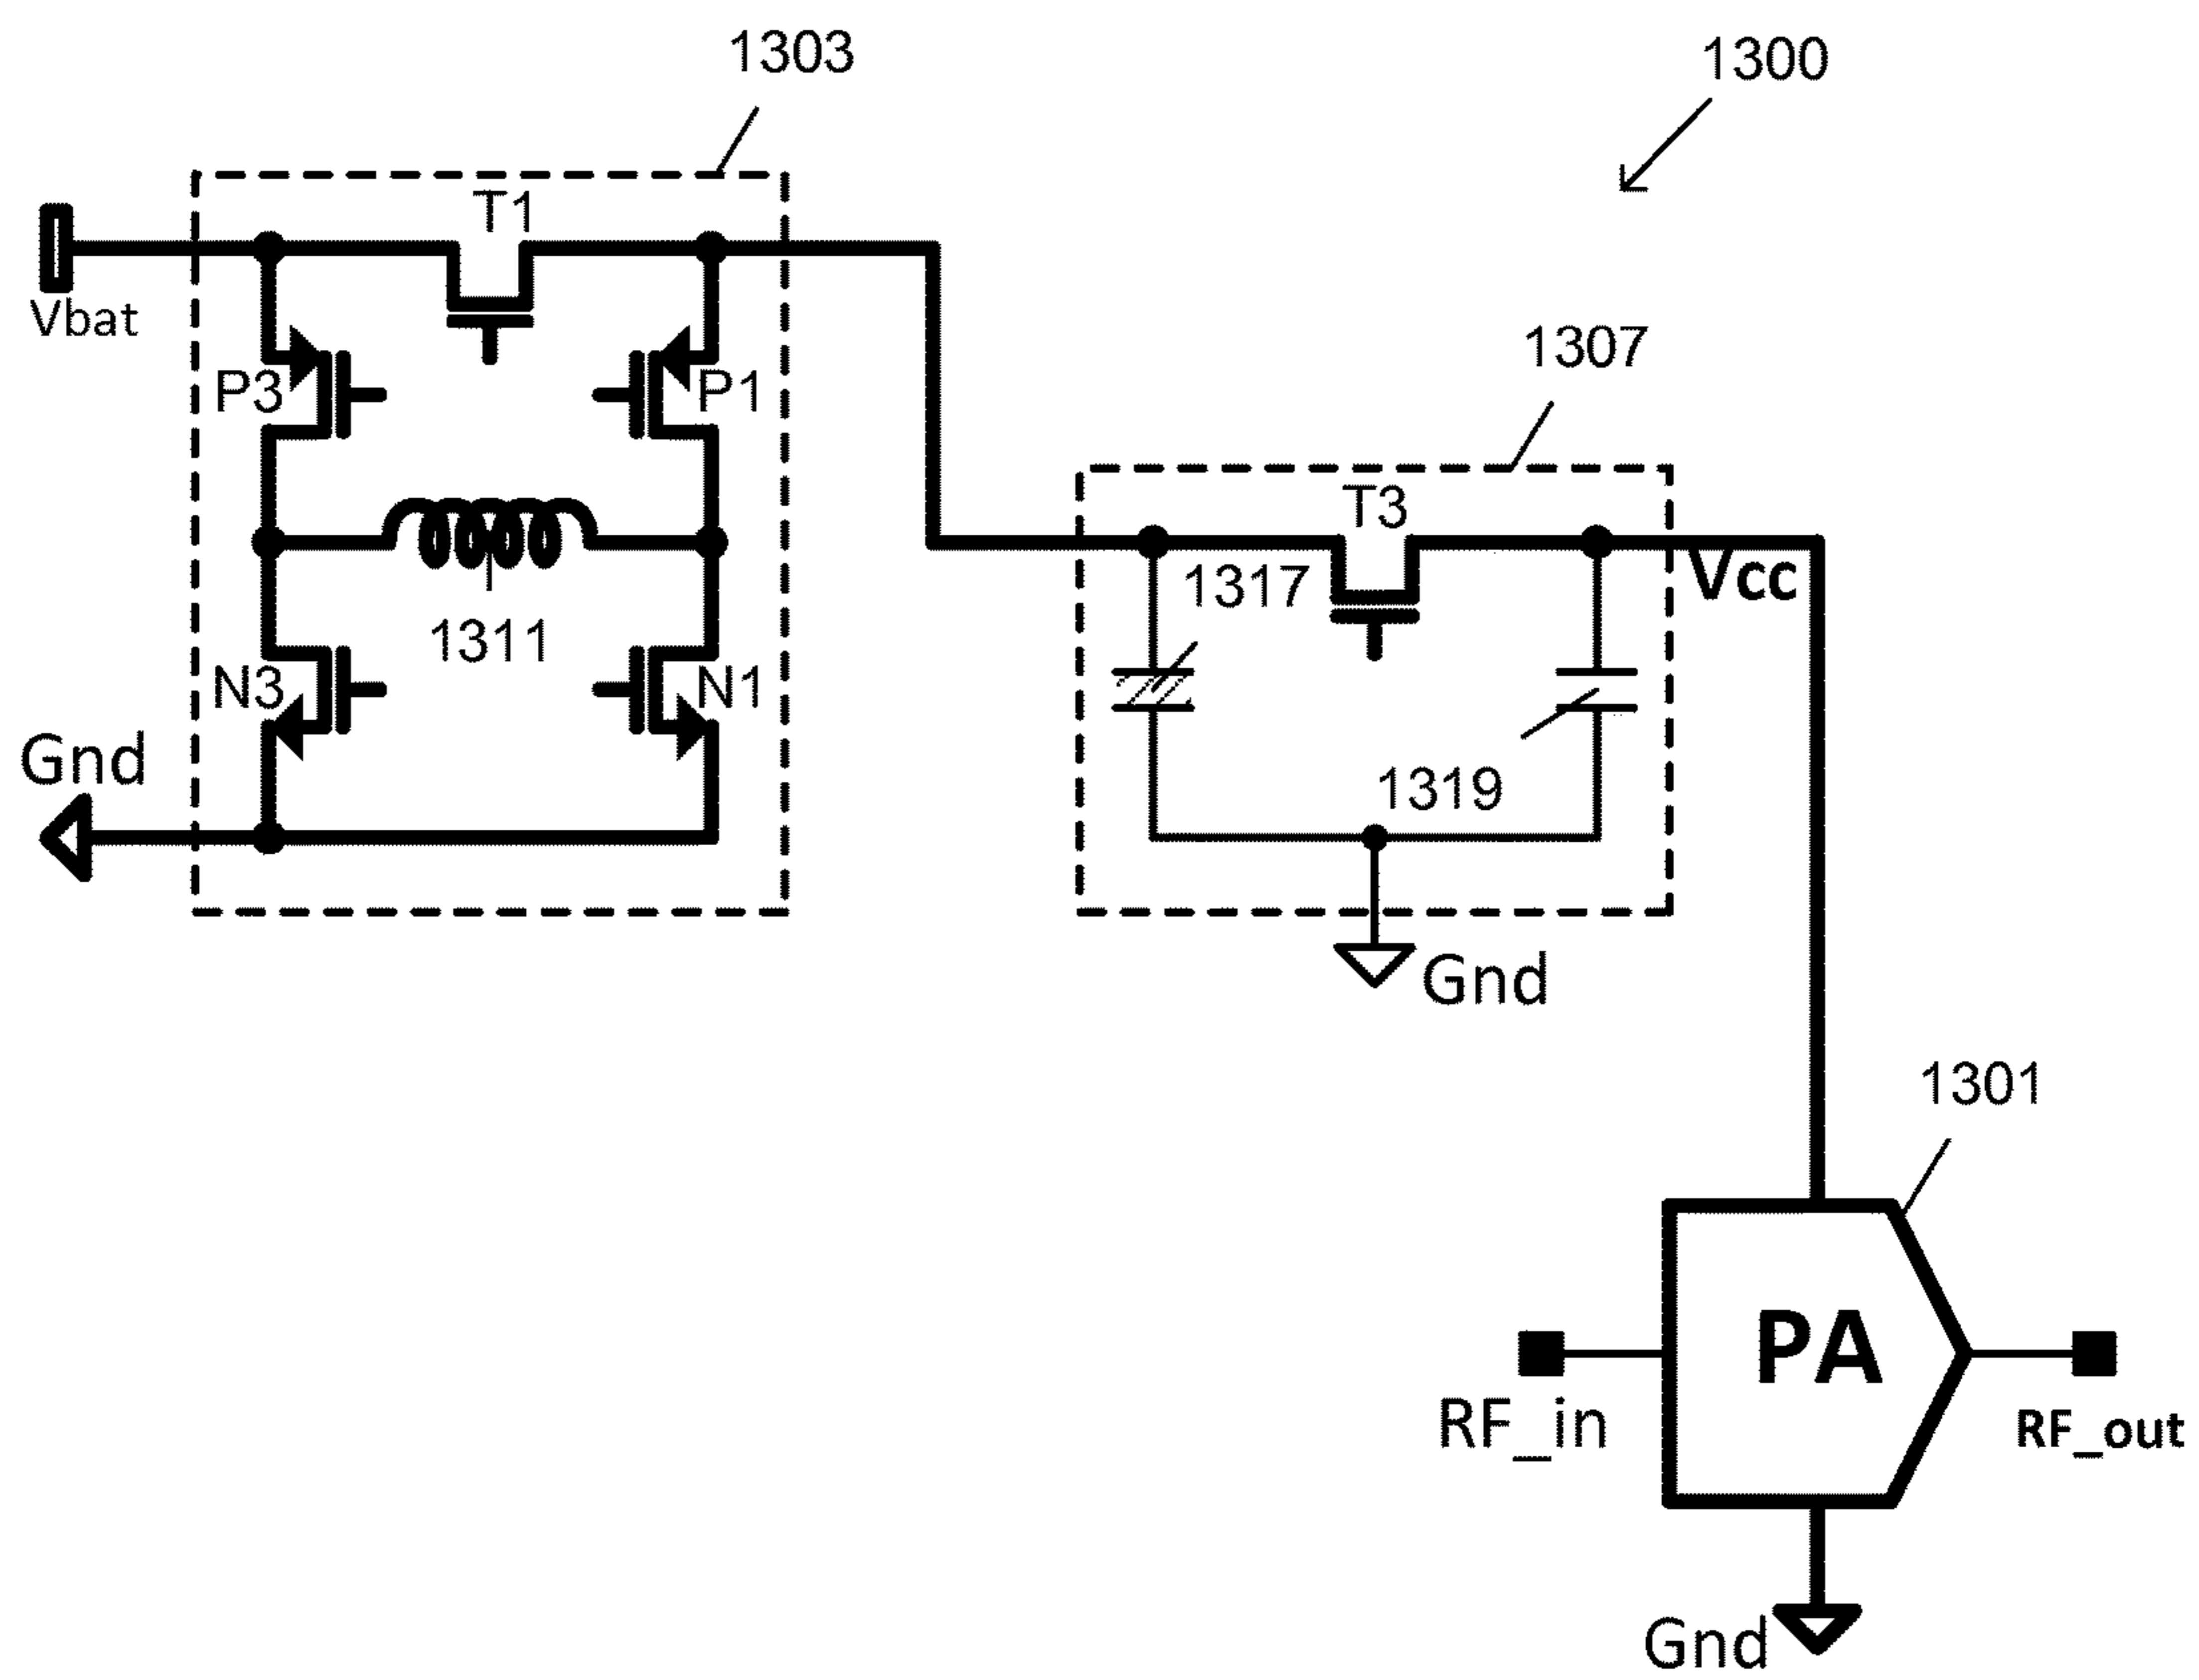 1303
1300
T1
Vbat
1307
P3
P1
T3
1317
Vcc
1311
N3
N1
Gnd
1319
Gnd
1301
PA
RF_in
RF_out
Gnd